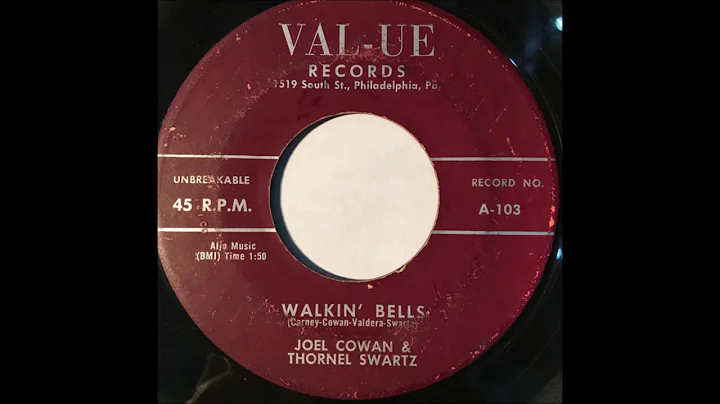 VAL-UE
RECORDS
1519 South St., Philadelphia, Pa.
UNBREAKABLE
45 R.P.M.
RECORD NO.
A-103
Music
(BMI) Time 1:50
WALKIN' BELLS
(Carney-Cowan-Valdera-Swartz)
JOEL COWAN &
THORNEL SWARTZ